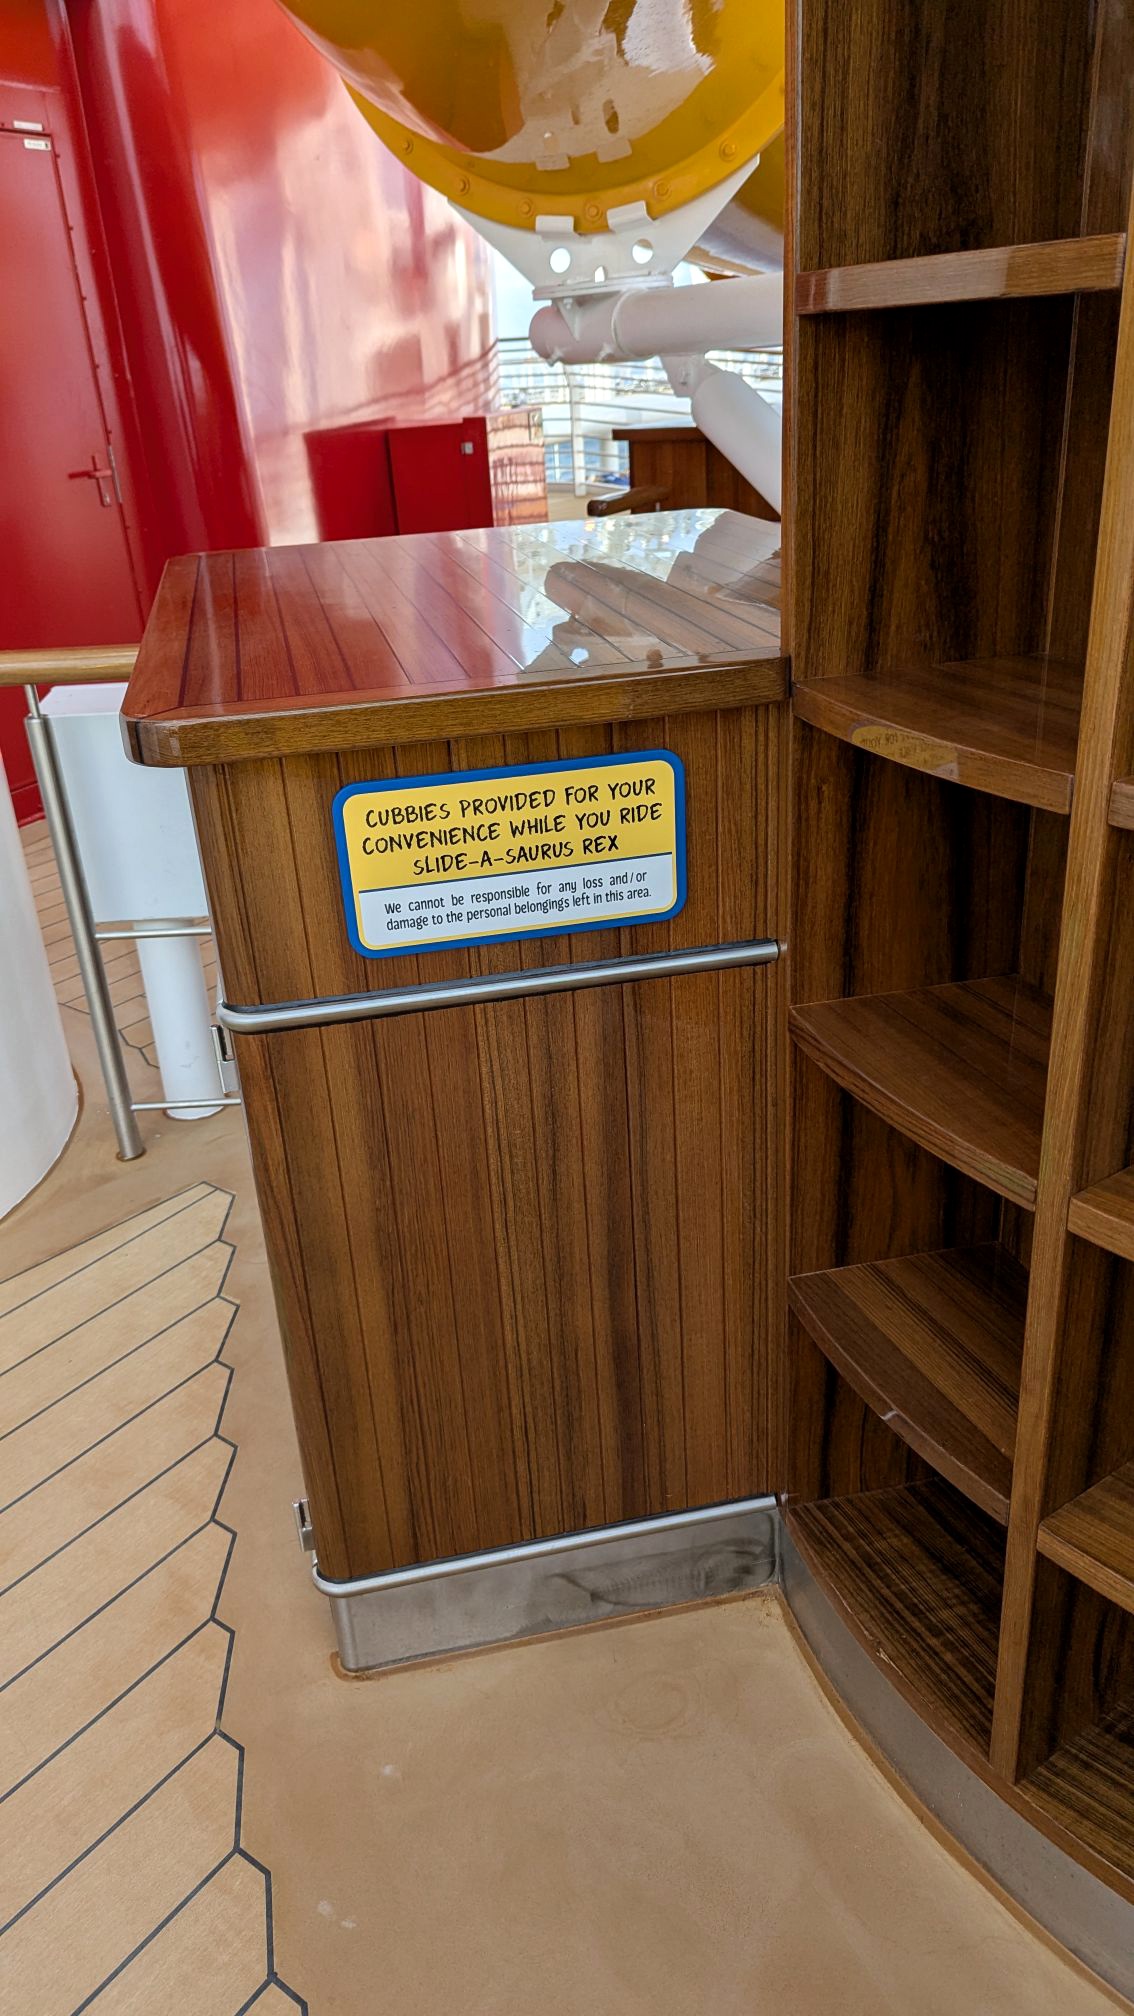 CUBBIES PROVIDED FOR YOUR
CONVENIENCE WHILE YOU RIDE
SLIDE-A-SAURUS REX
We cannot be responsible for any loss and/or
damage to the personal belongings left in this area.